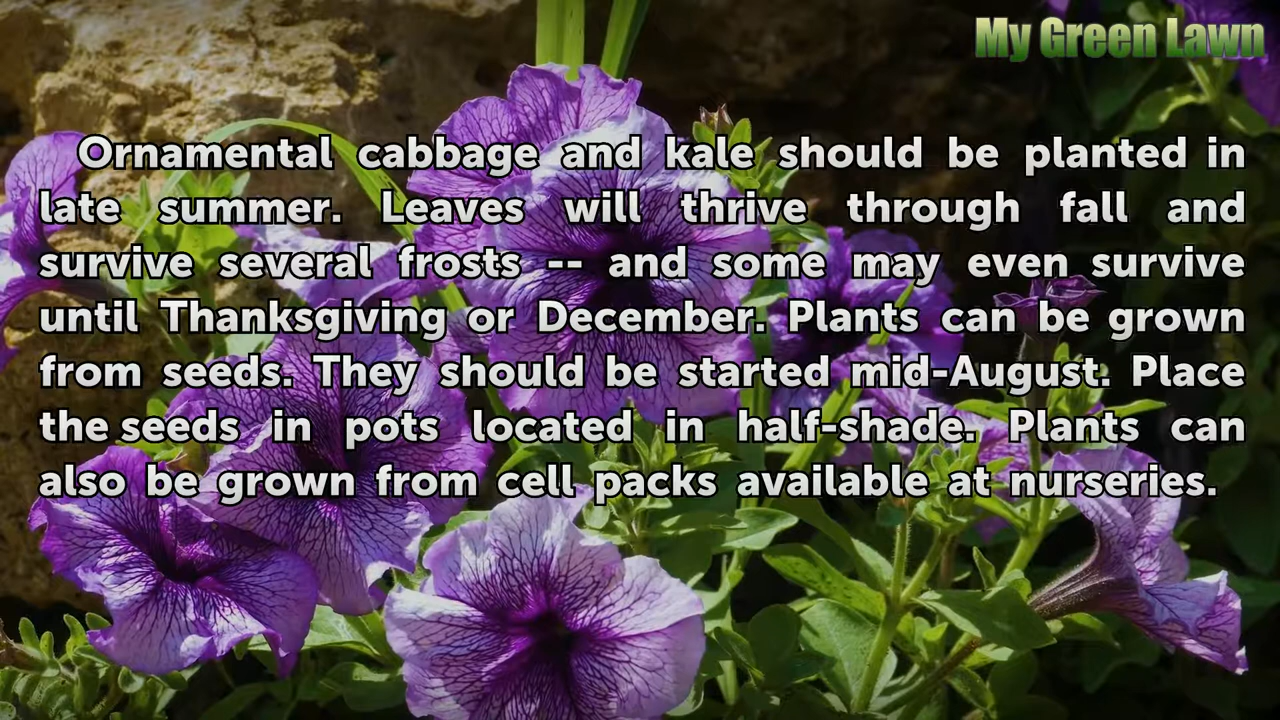 My Green Lawn
Ornamental cabbage and kale should be planted in
late summer. Leaves will thrive through fall and
survive several frosts -- and some may even survive
until Thanksgiving or December. Plants can be grown
from seeds. They should be started mid-August. Place
the seeds in pots located in half-shade. Plants can
also be grown from cell packs available at nurseries.